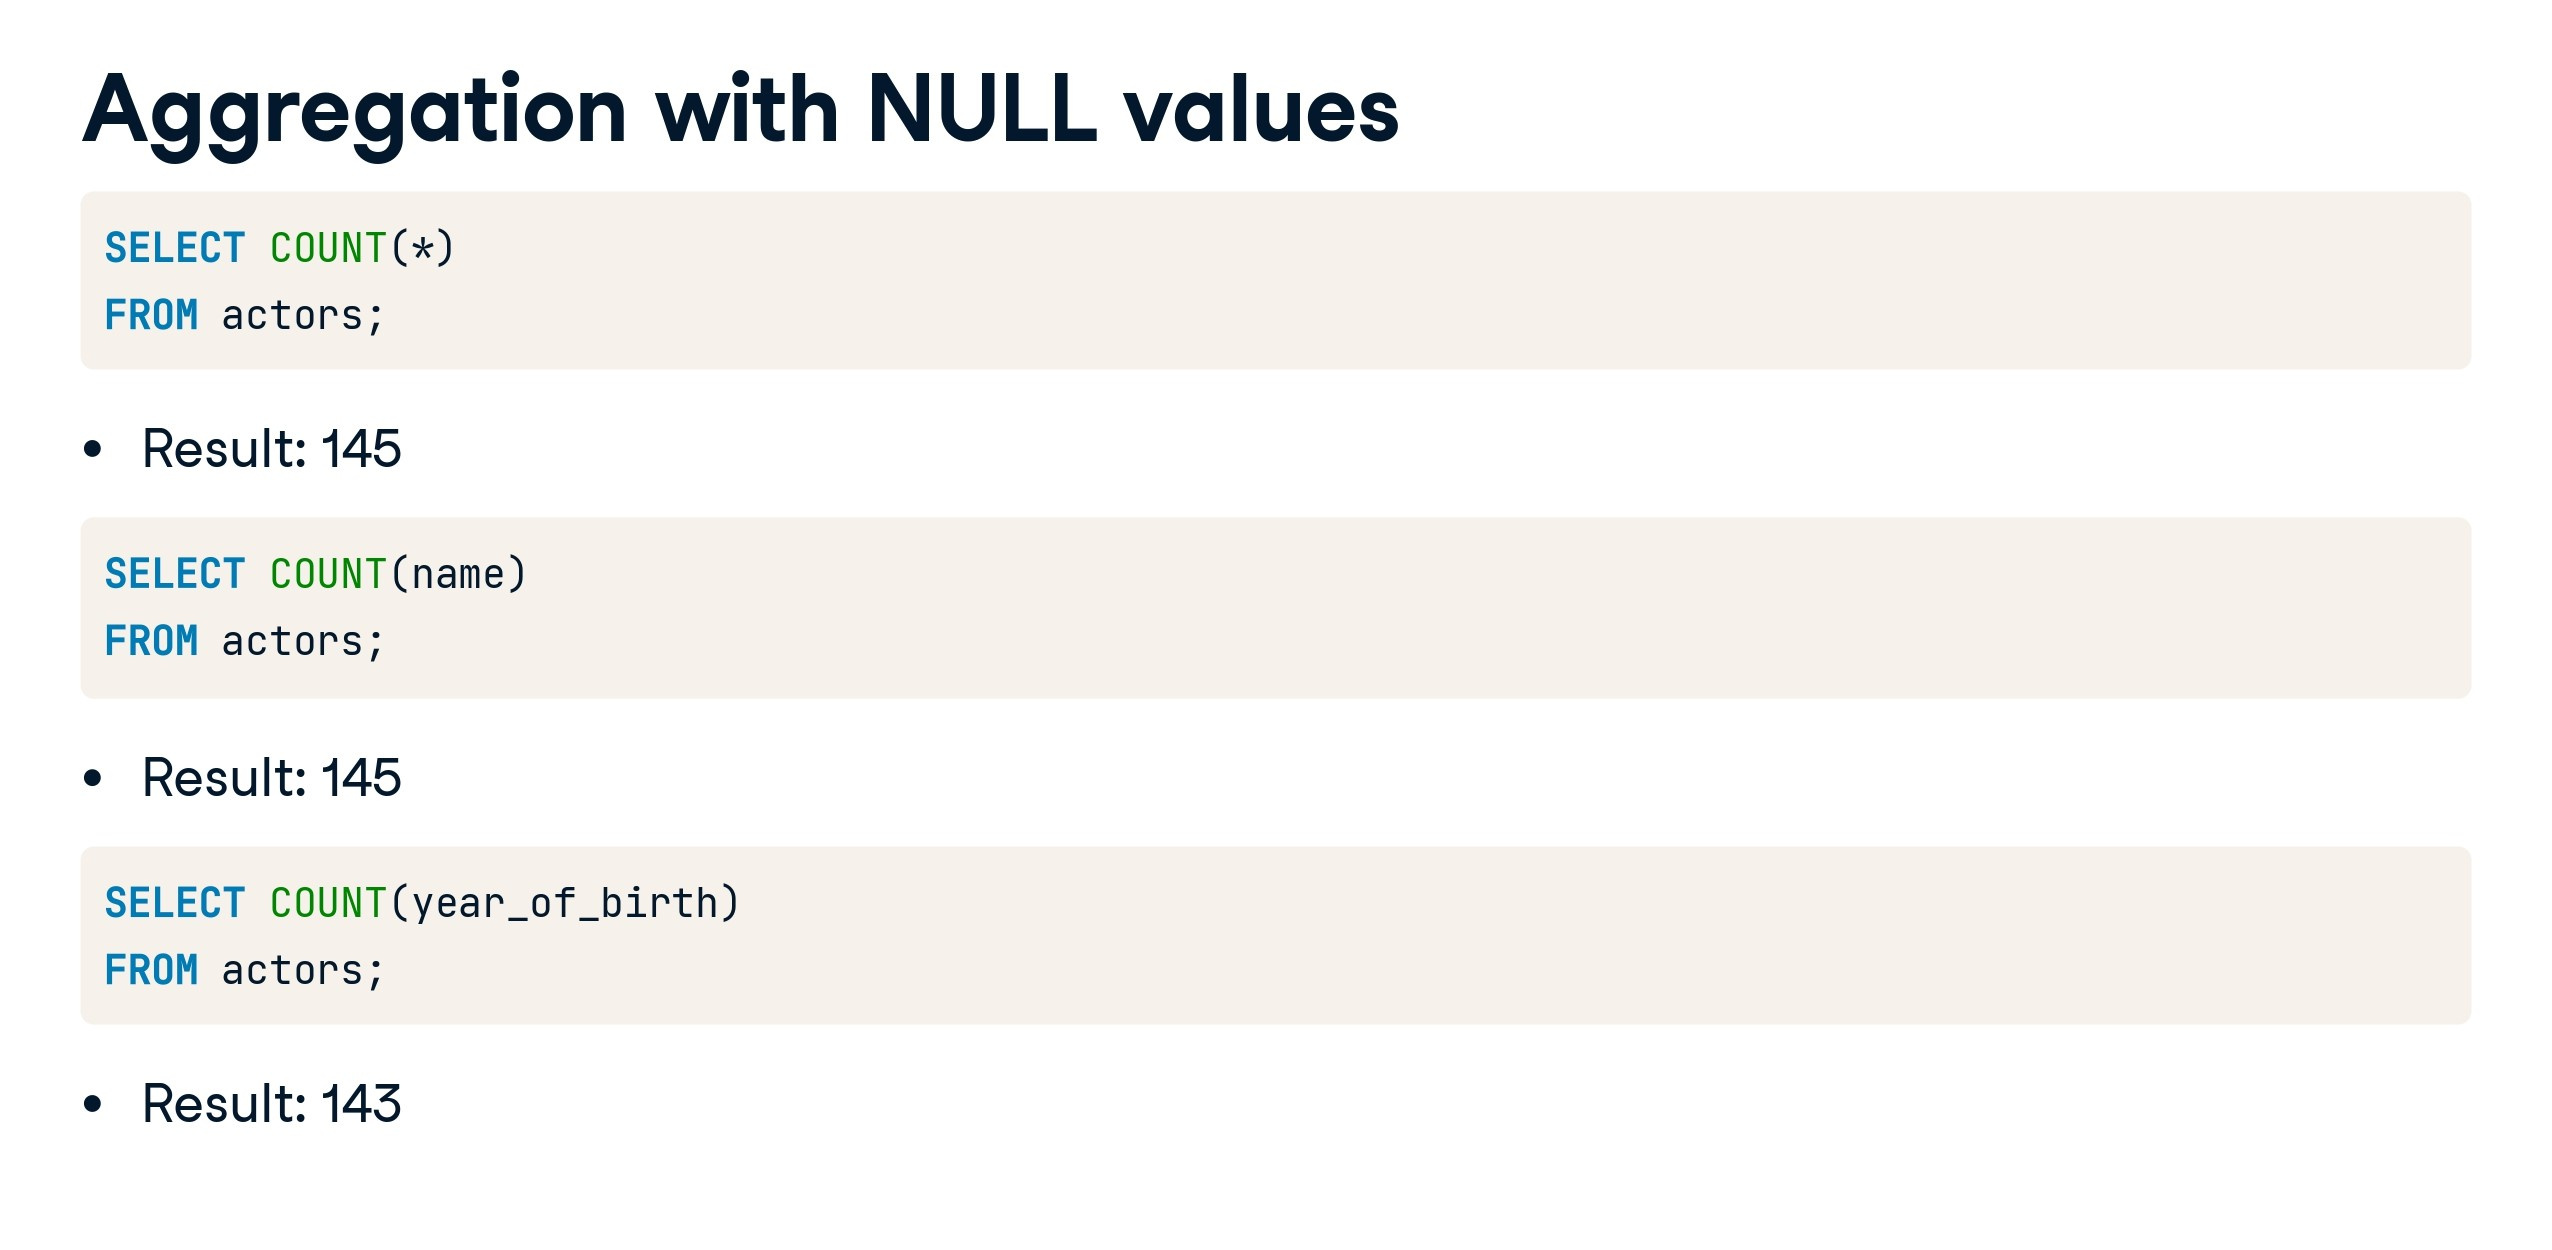 Aggregation with NULL values
SELECT COUNT(*)
FROM actors;
• Result: 145
SELECT COUNT(name)
FROM actors;
• Result: 145
SELECT COUNT(year_of_birth)
FROM actors;
• Result: 143